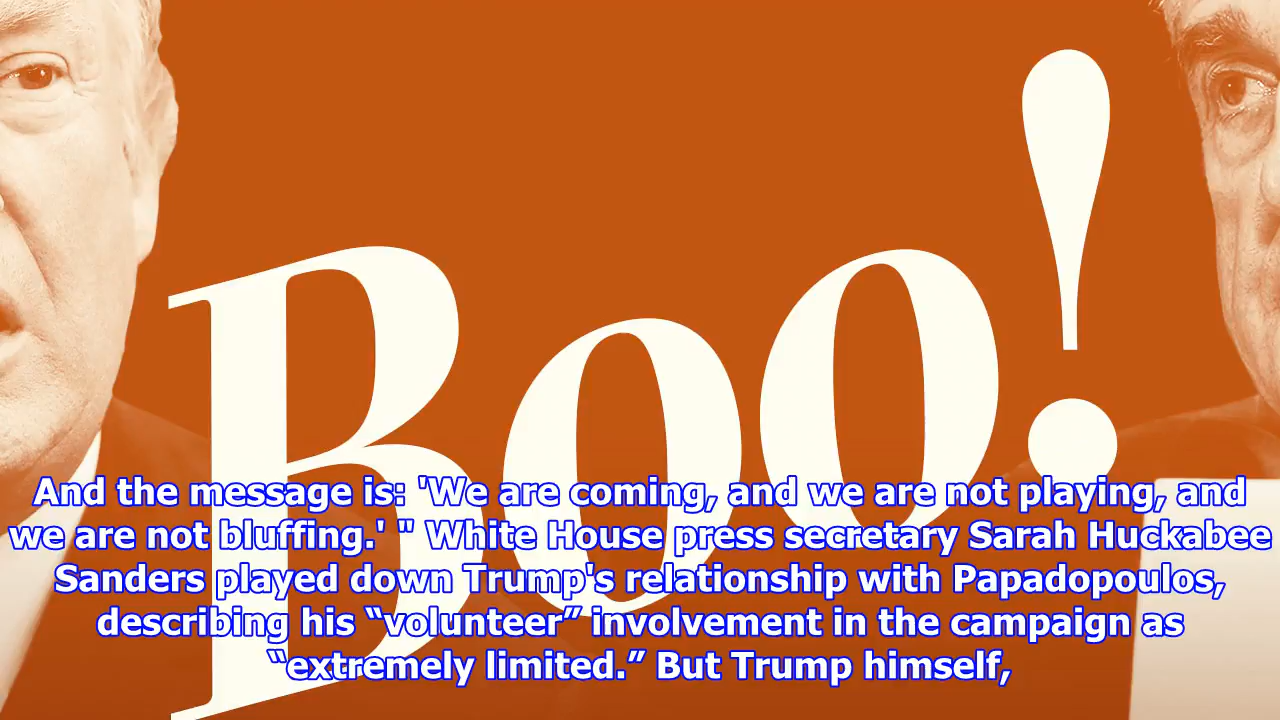 Boo!
And the message is: 'We are coming, and we are not playing, and
we are not bluffing.' " White House press secretary Sarah Huckabee
Sanders played down Trump's relationship with Papadopoulos,
describing his “volunteer” involvement in the campaign as
“extremely limited.” But Trump himself,